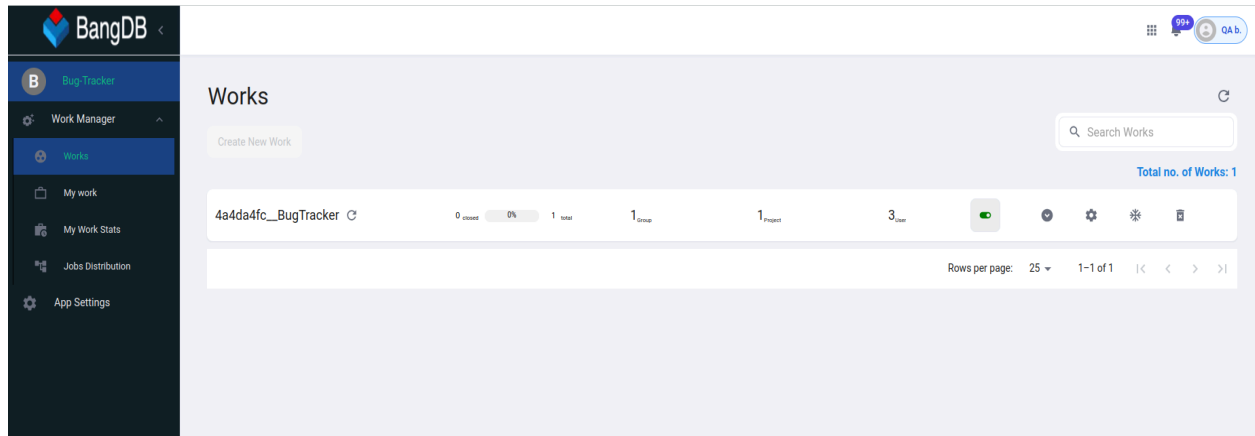 BangDB
99+
QA b.
B Bug-Tracker
Work Manager
Works
My work
My Work Stats
Jobs Distribution
App Settings
Works
Create New Work
Search Works
Total no. of Works: 1
4a4da4fc__BugTracker 0 closed 0% 1 total 1 Group 1 Project 3 User
Rows per page: 25 1–1 of 1